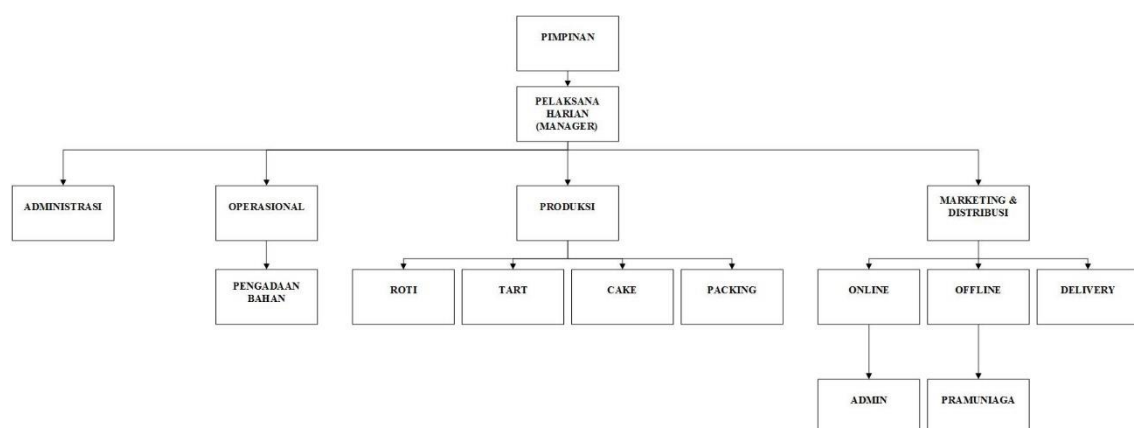 PIMPINAN
PELAKSANA
HARIAN
(MANAGER)
ADMINISTRASI
OPERASIONAL
PRODUKSI
MARKETING &
DISTRIBUSI
PENGADAAN
BAHAN
ROTI
TART
CAKE
PACKING
ONLINE
OFFLINE
DELIVERY
ADMIN
PRAMUNIAGA